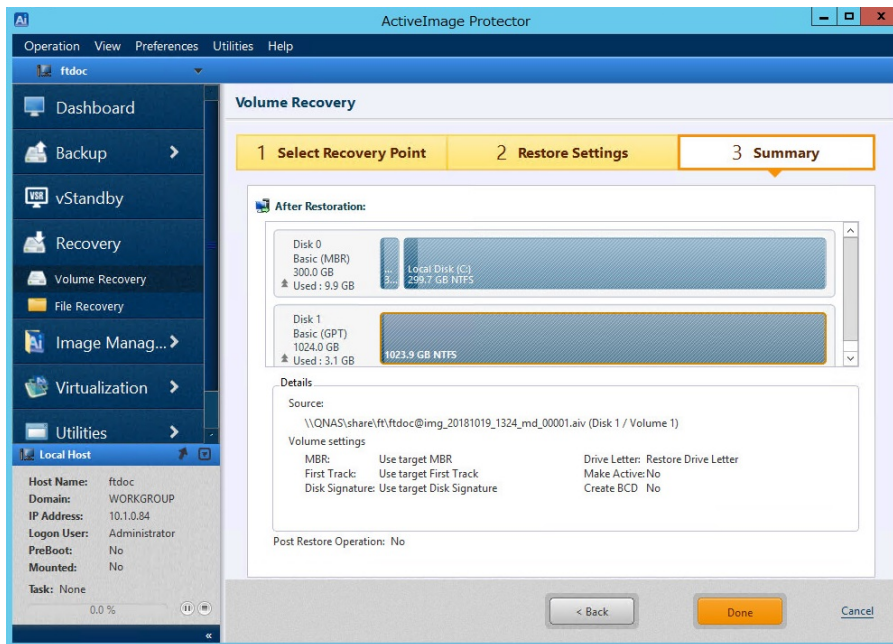 Ai
ActiveImage Protector
Operation View Preferences Utilities Help
ftdoc
Dashboard
Backup
VSR vStandby
Recovery
Volume Recovery
File Recovery
Ai Image Manag...
Virtualization
Utilities
Local Host
Host Name: ftdoc
Domain: WORKGROUP
IP Address: 10.1.0.84
Logon User: Administrator
PreBoot: No
Mounted: No
Task: None
0.0 %
Volume Recovery
1 Select Recovery Point
2 Restore Settings
3 Summary
After Restoration:
Disk 0
Basic (MBR)
300.0 GB
Used : 9.9 GB
...
3...
Local Disk (C)
299.7 GB NTFS
Disk 1
Basic (GPT)
1024.0 GB
Used : 3.1 GB
1023.9 GB NTFS
Details
Source:
\\QNAS\share\ft\ftdoc@img_20181019_1324_md_00001.aiv (Disk 1 / Volume 1)
Volume settings
MBR: Use target MBR Drive Letter: Restore Drive Letter
First Track: Use target First Track Make Active: No
Disk Signature: Use target Disk Signature Create BCD No
Post Restore Operation: No
< Back
Done
Cancel